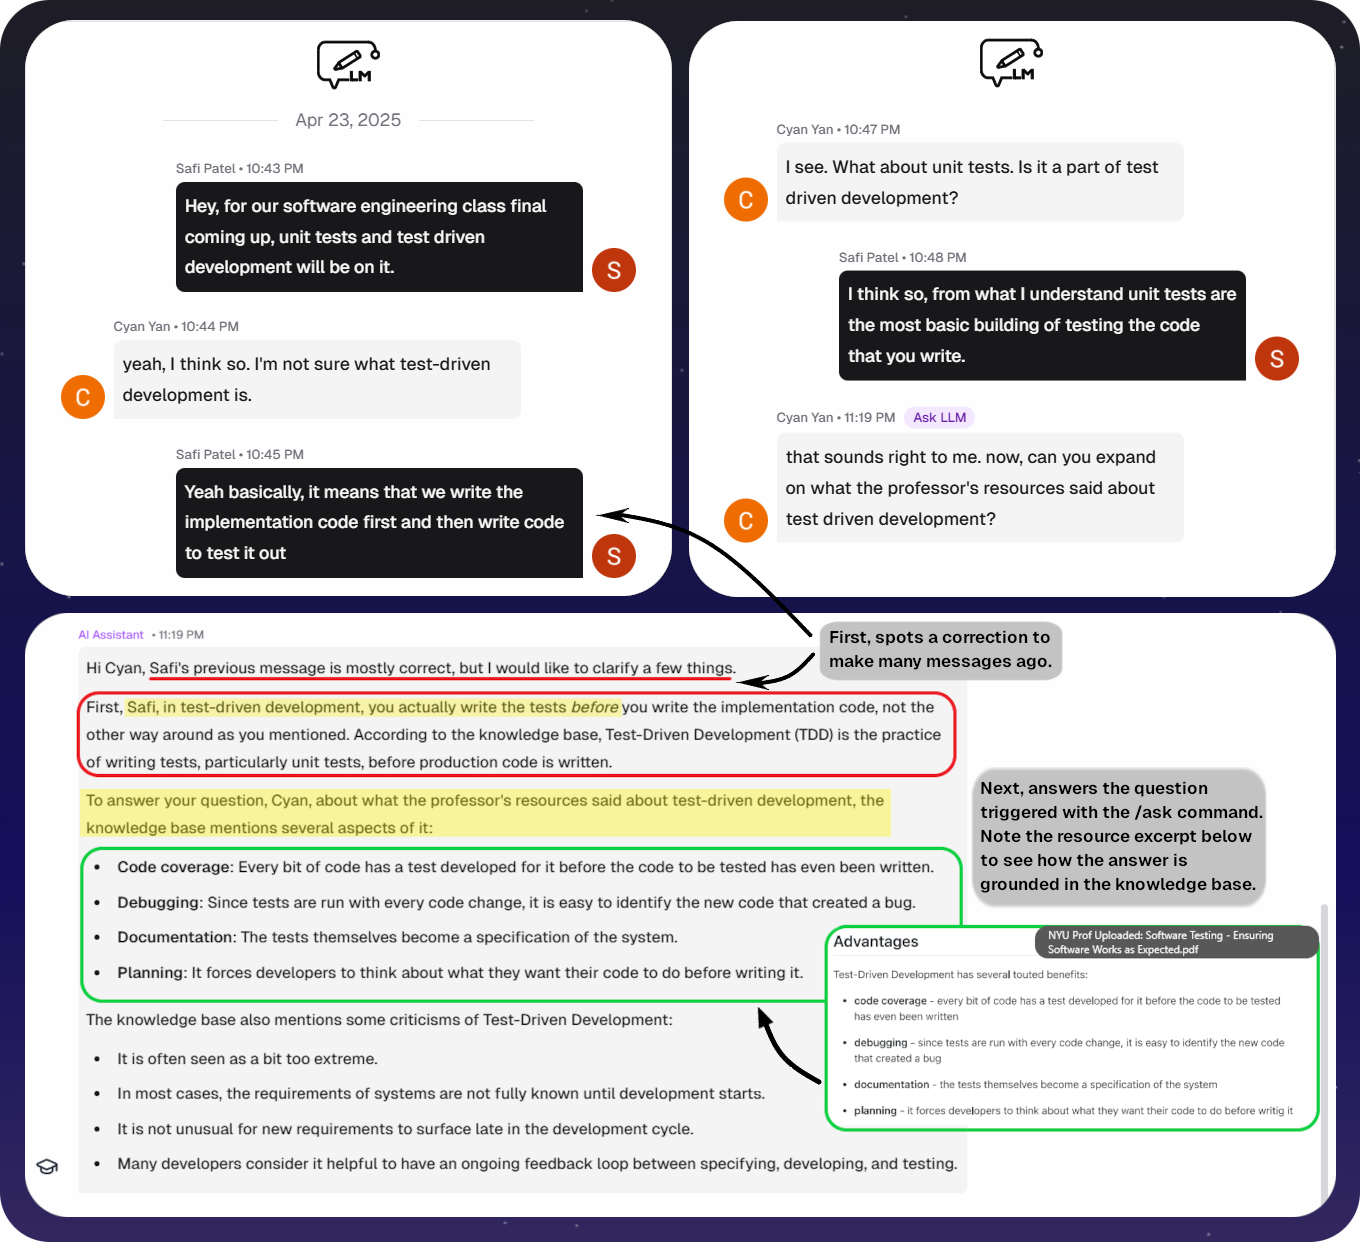 LM
Apr 23, 2025
Safi Patel • 10:43 PM
Hey, for our software engineering class final
coming up, unit tests and test driven
development will be on it.
S
Cyan Yan • 10:44 PM
yeah, I think so. I'm not sure what test-driven
development is.
C
Safi Patel • 10:45 PM
Yeah basically, it means that we write the
implementation code first and then write code
to test it out
S
LM
Cyan Yan • 10:47 PM
I see. What about unit tests. Is it a part of test
driven development?
C
Safi Patel • 10:48 PM
I think so, from what I understand unit tests are
the most basic building of testing the code
that you write.
S
Cyan Yan • 11:19 PM Ask LLM
that sounds right to me. now, can you expand
on what the professor's resources said about
test driven development?
C
First, spots a correction to
make many messages ago.
AI Assistant • 11:19 PM
Hi Cyan, Safi's previous message is mostly correct, but I would like to clarify a few things.
First, Safi, in test-driven development, you actually write the tests before you write the implementation code, not the
other way around as you mentioned. According to the knowledge base, Test-Driven Development (TDD) is the practice
of writing tests, particularly unit tests, before production code is written.
To answer your question, Cyan, about what the professor's resources said about test-driven development, the
knowledge base mentions several aspects of it:
• Code coverage: Every bit of code has a test developed for it before the code to be tested has even been written.
• Debugging: Since tests are run with every code change, it is easy to identify the new code that created a bug.
• Documentation: The tests themselves become a specification of the system.
• Planning: It forces developers to think about what they want their code to do before writing it.
The knowledge base also mentions some criticisms of Test-Driven Development:
• It is often seen as a bit too extreme.
• In most cases, the requirements of systems are not fully known until development starts.
• It is not unusual for new requirements to surface late in the development cycle.
• Many developers consider it helpful to have an ongoing feedback loop between specifying, developing, and testing.
Next, answers the question
triggered with the /ask command.
Note the resource excerpt below
to see how the answer is
grounded in the knowledge base.
Advantages
NYU Prof Uploaded: Software Testing - Ensuring
Software Works as Expected.pdf
Test-Driven Development has several touted benefits:
• code coverage - every bit of code has a test developed for it before the code to be tested
has even been written
• debugging - since tests are run with every code change, it is easy to identify the new code
that created a bug
• documentation - the tests themselves become a specification of the system
• planning - it forces developers to think about what they want their code to do before writig it